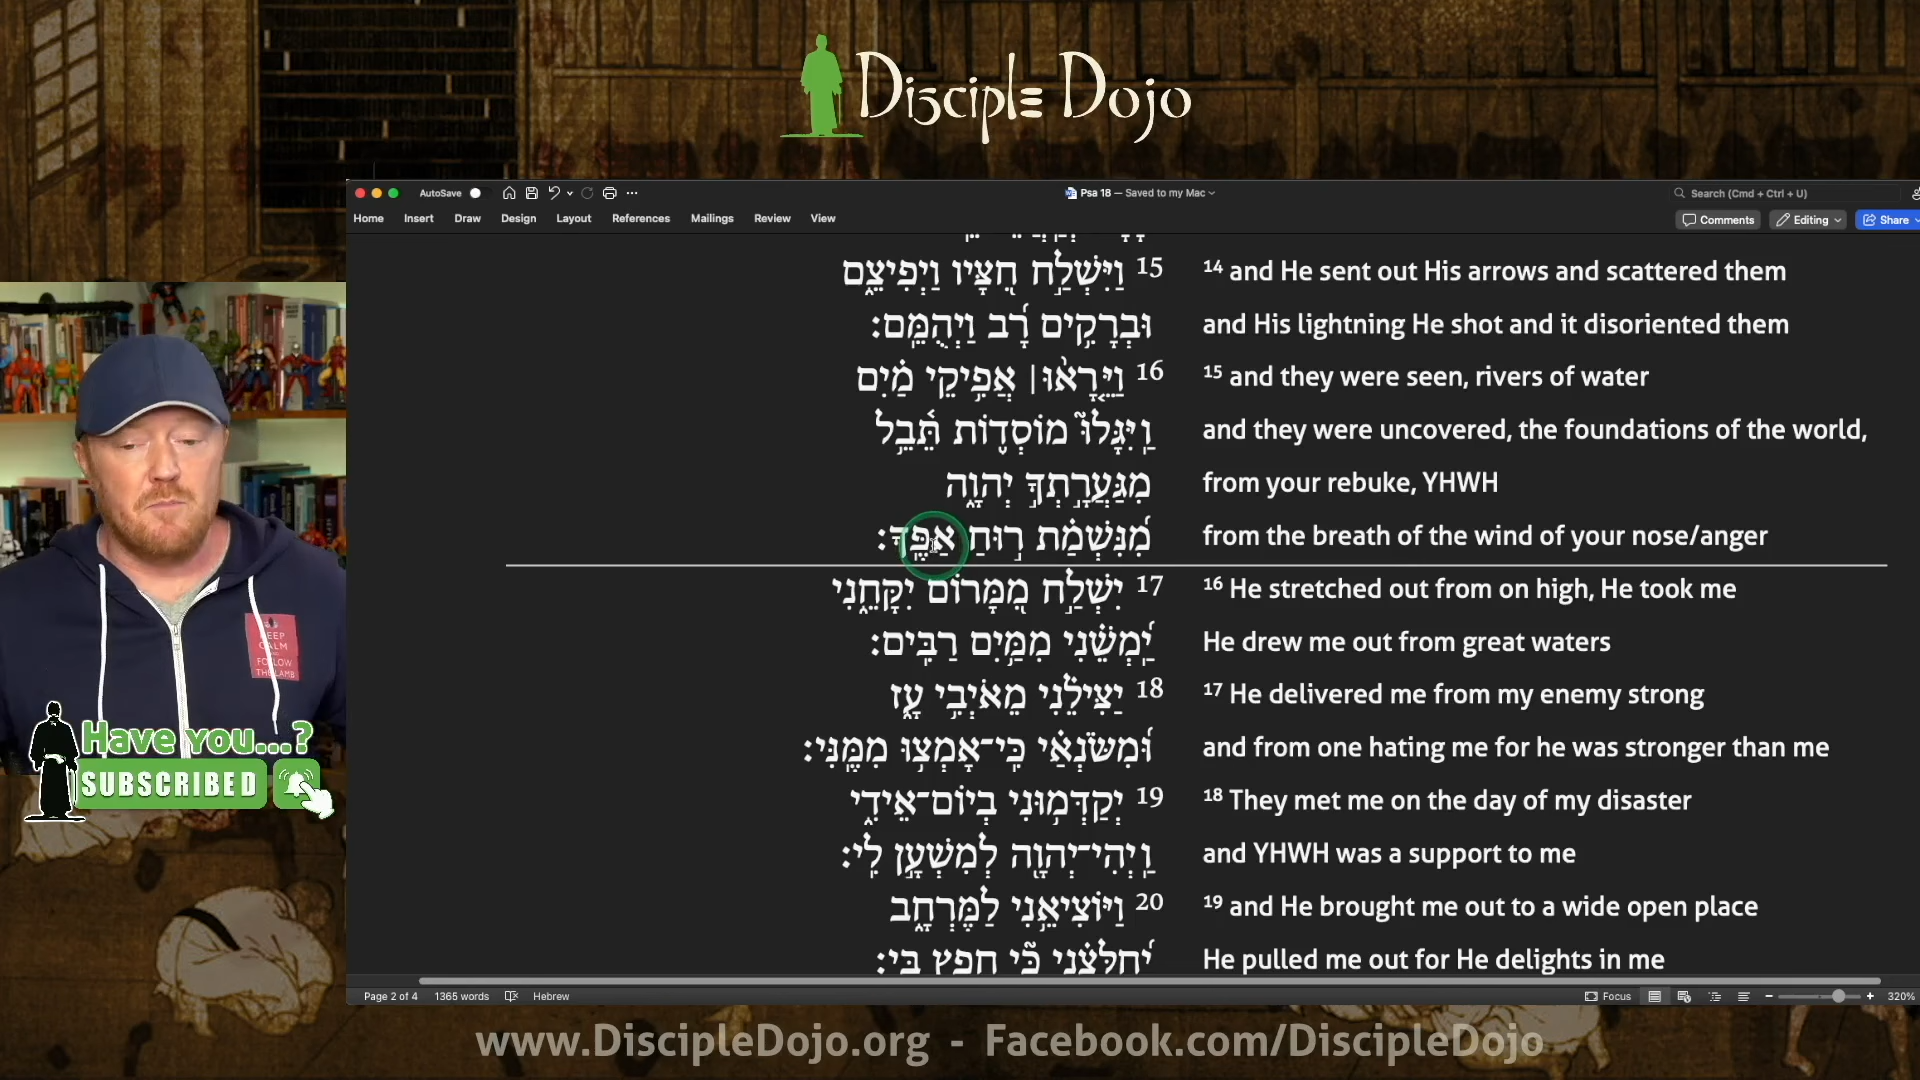 Disciple Dojo
AutoSave
Psa 18 — Saved to my Mac
Search (Cmd + Ctrl + U)
Home Insert Draw Design Layout References Mailings Review View
Comments Editing Share
15 וַיִּשְׁלַ֣ח חִ֭צָּיו וַיְפִיצֵ֑ם
14 and He sent out His arrows and scattered them
וּבְרָקִ֥ים רָ֝ב וַיְהֻמֵּֽם׃
and His lightning He shot and it disoriented them
16 וַיֵּ֤רָא֨וּ׀ אֲפִ֥יקֵי מַ֗יִם
15 and they were seen, rivers of water
וַֽיִּגָּלוּ֮ מוֹסְד֢וֹת תֵּ֫בֵ֥ל
and they were uncovered, the foundations of the world,
מִגַּעֲרָ֣תְךָ֣ יְהוָ֑ה
from your rebuke, YHWH
מִ֝נִּשְׁמַ֗ת ר֣וּחַ אַפֶּֽךָ׃
from the breath of the wind of your nose/anger
17 יִשְׁלַ֣ח מִ֭מָּרוֹם יִקָּחֵ֑נִי
16 He stretched out from on high, He took me
יַֽ֝מְשֵׁ֗נִי מִמַּ֥יִם רַבִּֽים׃
He drew me out from great waters
18 יַצִּילֵ֗נִי מֵאֹיְבִ֥י עָ֑ז
17 He delivered me from my enemy strong
וּ֝מִשֹּׂנְאַ֗י כִּֽי־אָמְצ֥וּ מִמֶּֽנִּי׃
and from one hating me for he was stronger than me
19 יְקַדְּמ֥וּנִי בְיוֹם־אֵידִ֑י
18 They met me on the day of my disaster
וַֽיְהִי־יְהוָ֖ה לְמִשְׁעָ֣ן לִֽי׃
and YHWH was a support to me
20 וַיּוֹצִיאֵ֥נִי לַמֶּרְחָ֑ב
19 and He brought me out to a wide open place
יְ֝חַלְּצֵ֗נִי כִּ֘י חָ֥פֵֽץ בִּֽי׃
He pulled me out for He delights in me
KEEP
CALM
AND
FOLLOW
THE LAMB
Have you...?
SUBSCRIBED
Page 2 of 4 1365 words Hebrew Focus 320%
www.DiscipleDojo.org - Facebook.com/DiscipleDojo